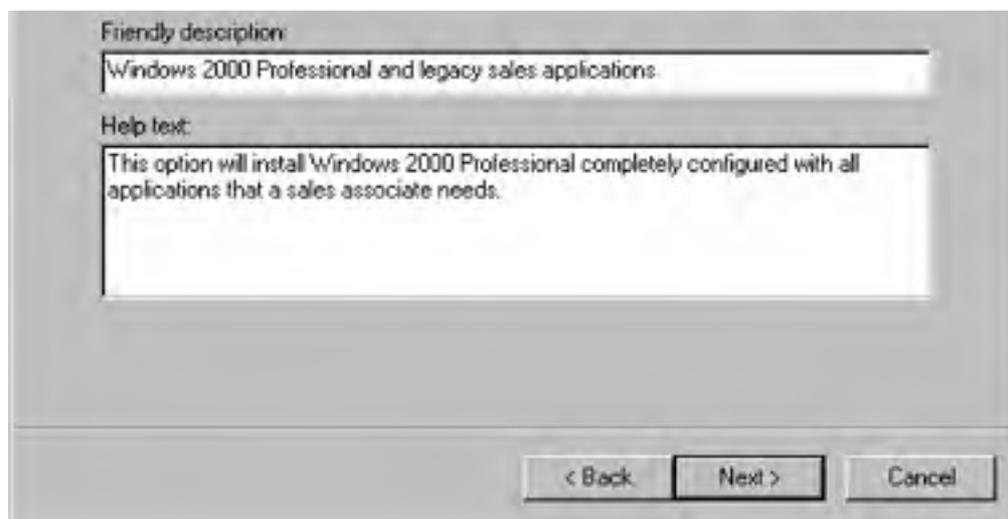 Friendly description:
Windows 2000 Professional and legacy sales applications
Help text:
This option will install Windows 2000 Professional completely configured with all
applications that a sales associate needs.
< Back
Next >
Cancel